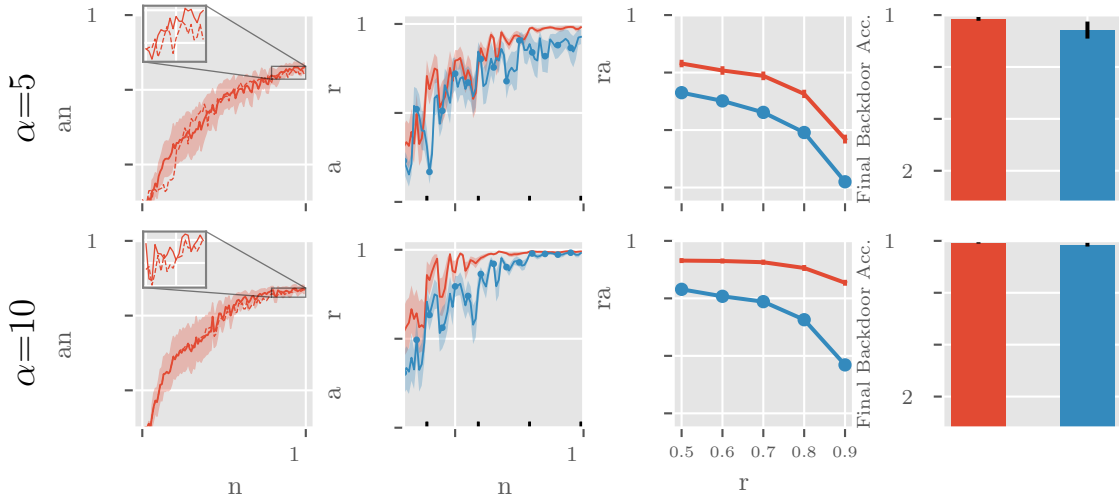 α=5
1
an
1
r
a
ra
1
2
Final Backdoor Acc.
α=10
1
an
1
n
1
r
a
1
n
1
ra
0.5 0.6 0.7 0.8 0.9
r
1
2
Final Backdoor Acc.